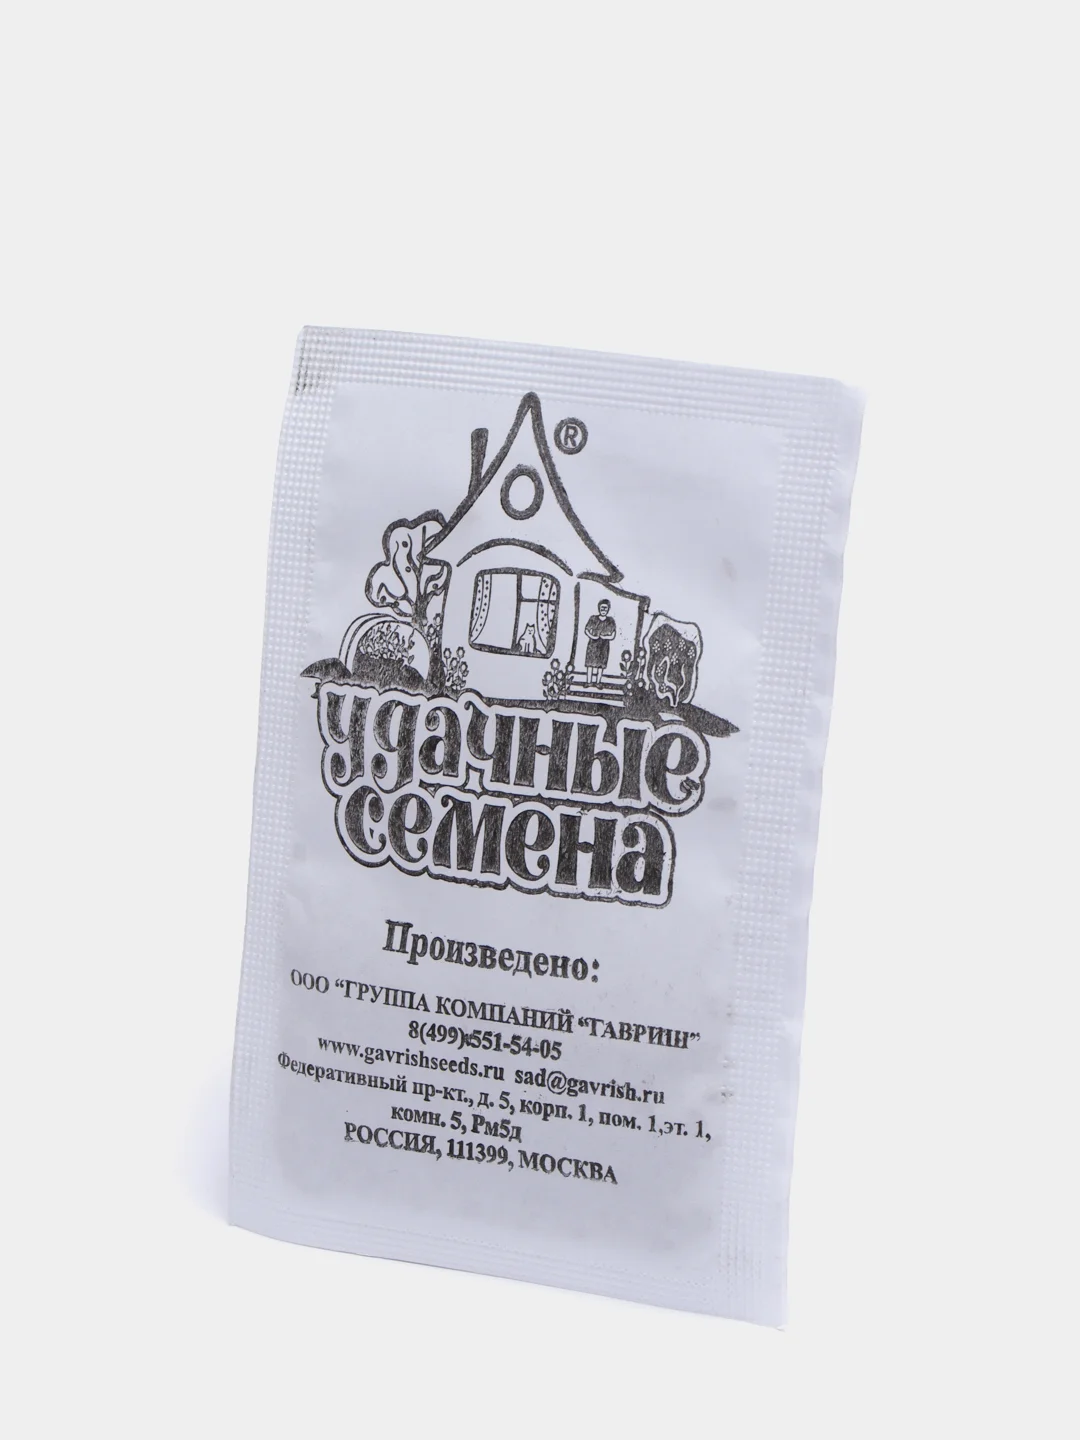 ®
удачные
семена
Произведено:
ООО “ГРУППА КОМПАНИЙ “ГАВРИШ”
8(499)551-54-05
www.gavrishseeds.ru sad@gavrish.ru
Федеративный пр-кт., д. 5, корп. 1, пом. 1,эт. 1,
комн. 5, Рм5д
РОССИЯ, 111399, МОСКВА